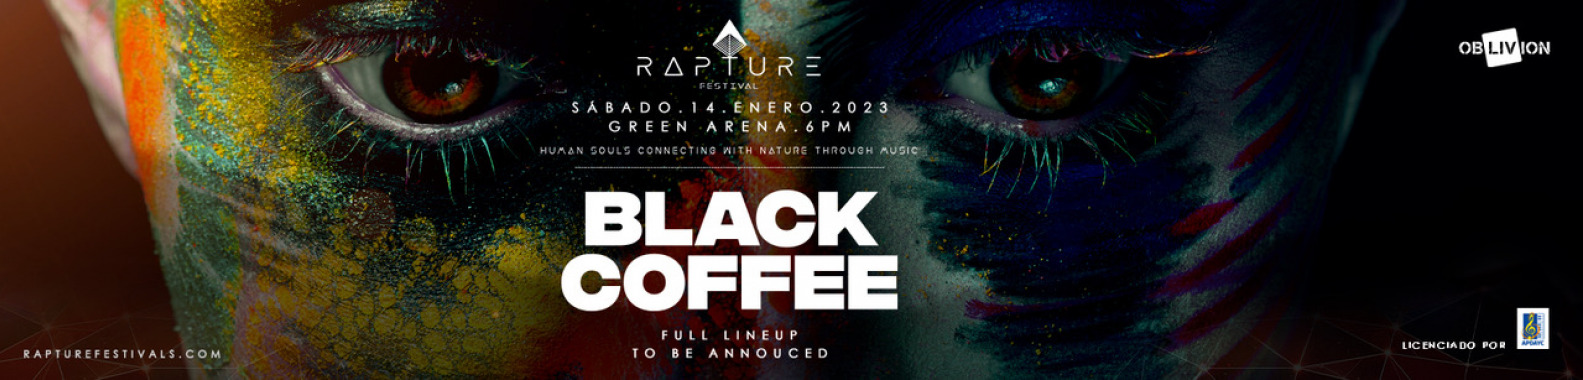 RAPTURE
FESTIVAL
SÁBADO.14.ENERO.2023
GREEN ARENA.6PM
HUMAN SOULS CONNECTING WITH NATURE THROUGH MUSIC
BLACK
COFFEE
FULL LINEUP
TO BE ANNOUCED
OBLIVION
RAPTUREFESTIVALS.COM
LICENCIADO POR
APDAYC